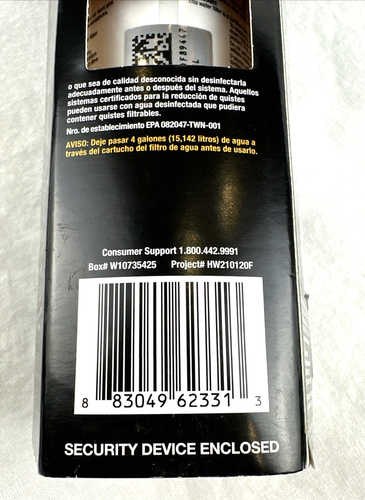 o que sea de calidad desconocida sin desinfectarla
adecuadamente antes o después del sistema. Aquellos
sistemas certificados para la reducción de quistes
pueden usarse con agua desinfectada que pudiera
contener quistes filtrables.
Nro. de establecimiento EPA 082047-TWN-001
AVISO: Deje pasar 4 galones (15,142 litros) de agua a
través del cartucho del filtro de agua antes de usarlo.
Consumer Support 1.800.442.9991
Box# W10735425 Project# HW210120F
8 83049 62331 3
SECURITY DEVICE ENCLOSED